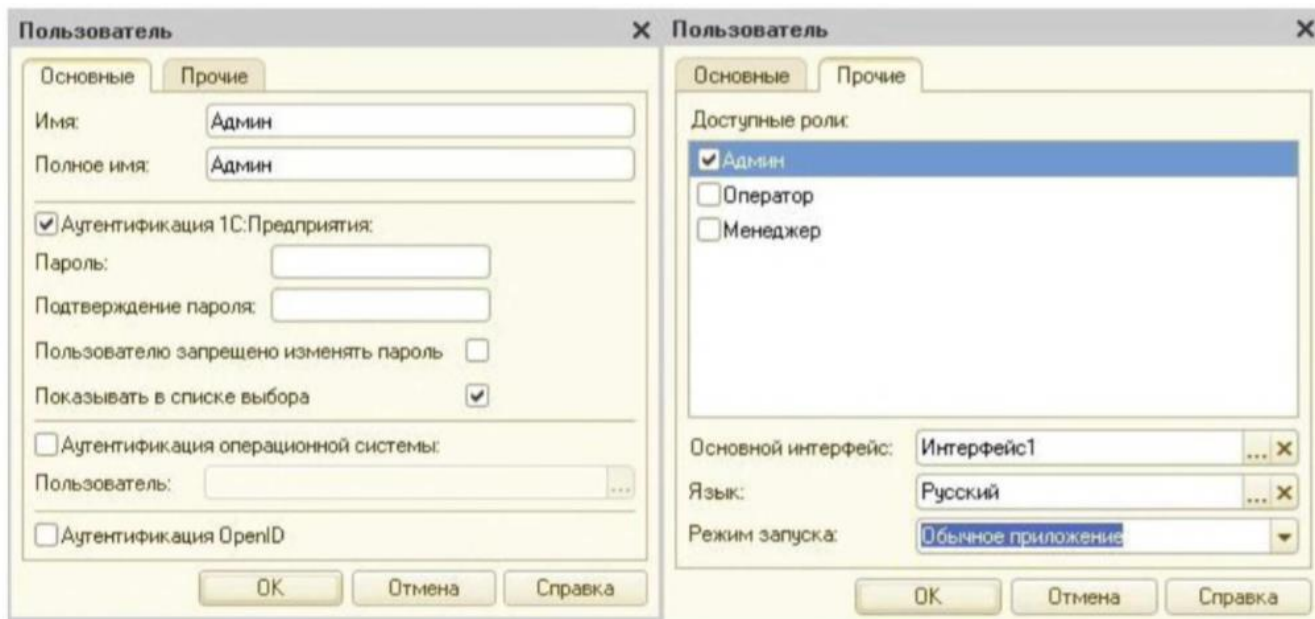 Пользователь
Основные Прочие
Имя: Админ
Полное имя: Админ
Аутентификация 1С:Предприятия:
Пароль:
Подтверждение пароля:
Пользователю запрещено изменять пароль
Показывать в списке выбора
Аутентификация операционной системы:
Пользователь: ...
Аутентификация OpenID
OK Отмена Справка
Пользователь
Основные Прочие
Доступные роли:
Админ
Оператор
Менеджер
Основной интерфейс: Интерфейс1 ...
Язык: Русский ...
Режим запуска: Обычное приложение
OK Отмена Справка